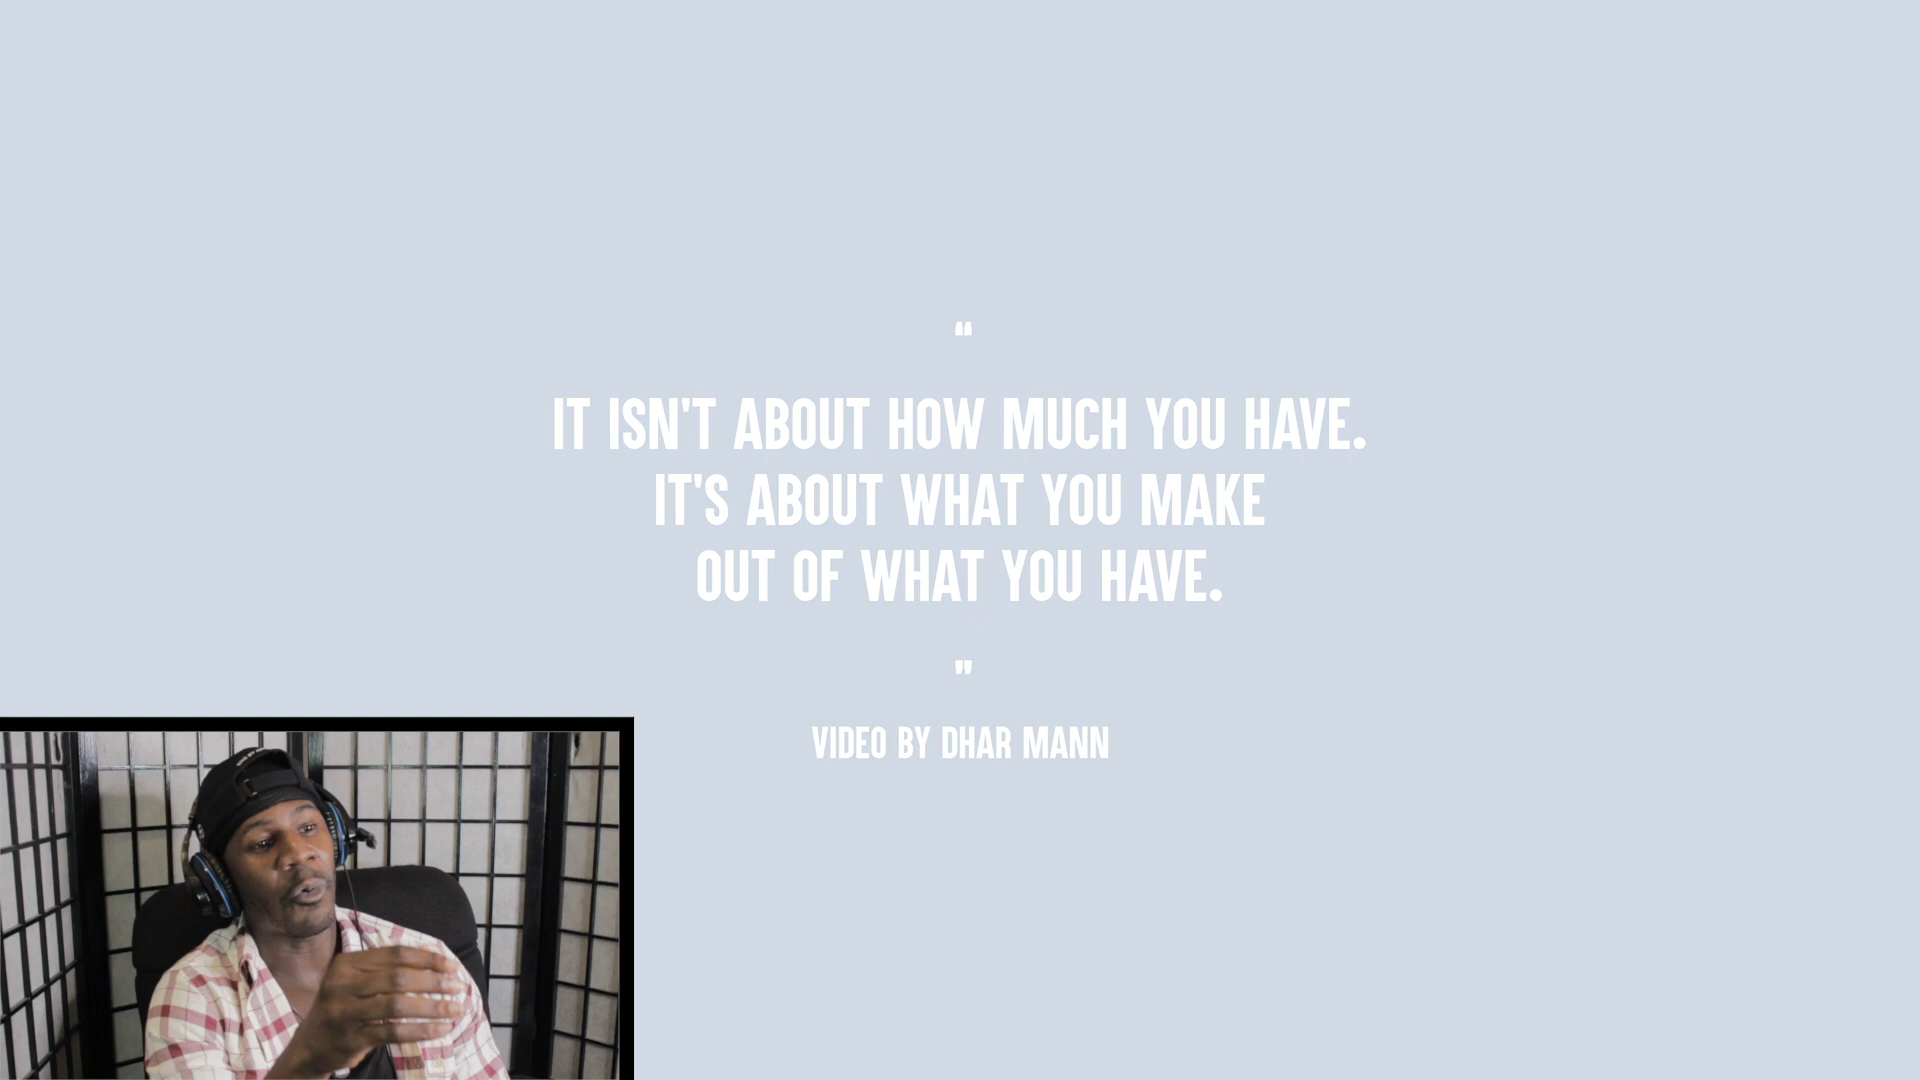 “
IT ISN'T ABOUT HOW MUCH YOU HAVE.
IT'S ABOUT WHAT YOU MAKE
OUT OF WHAT YOU HAVE.
”
VIDEO BY DHAR MANN